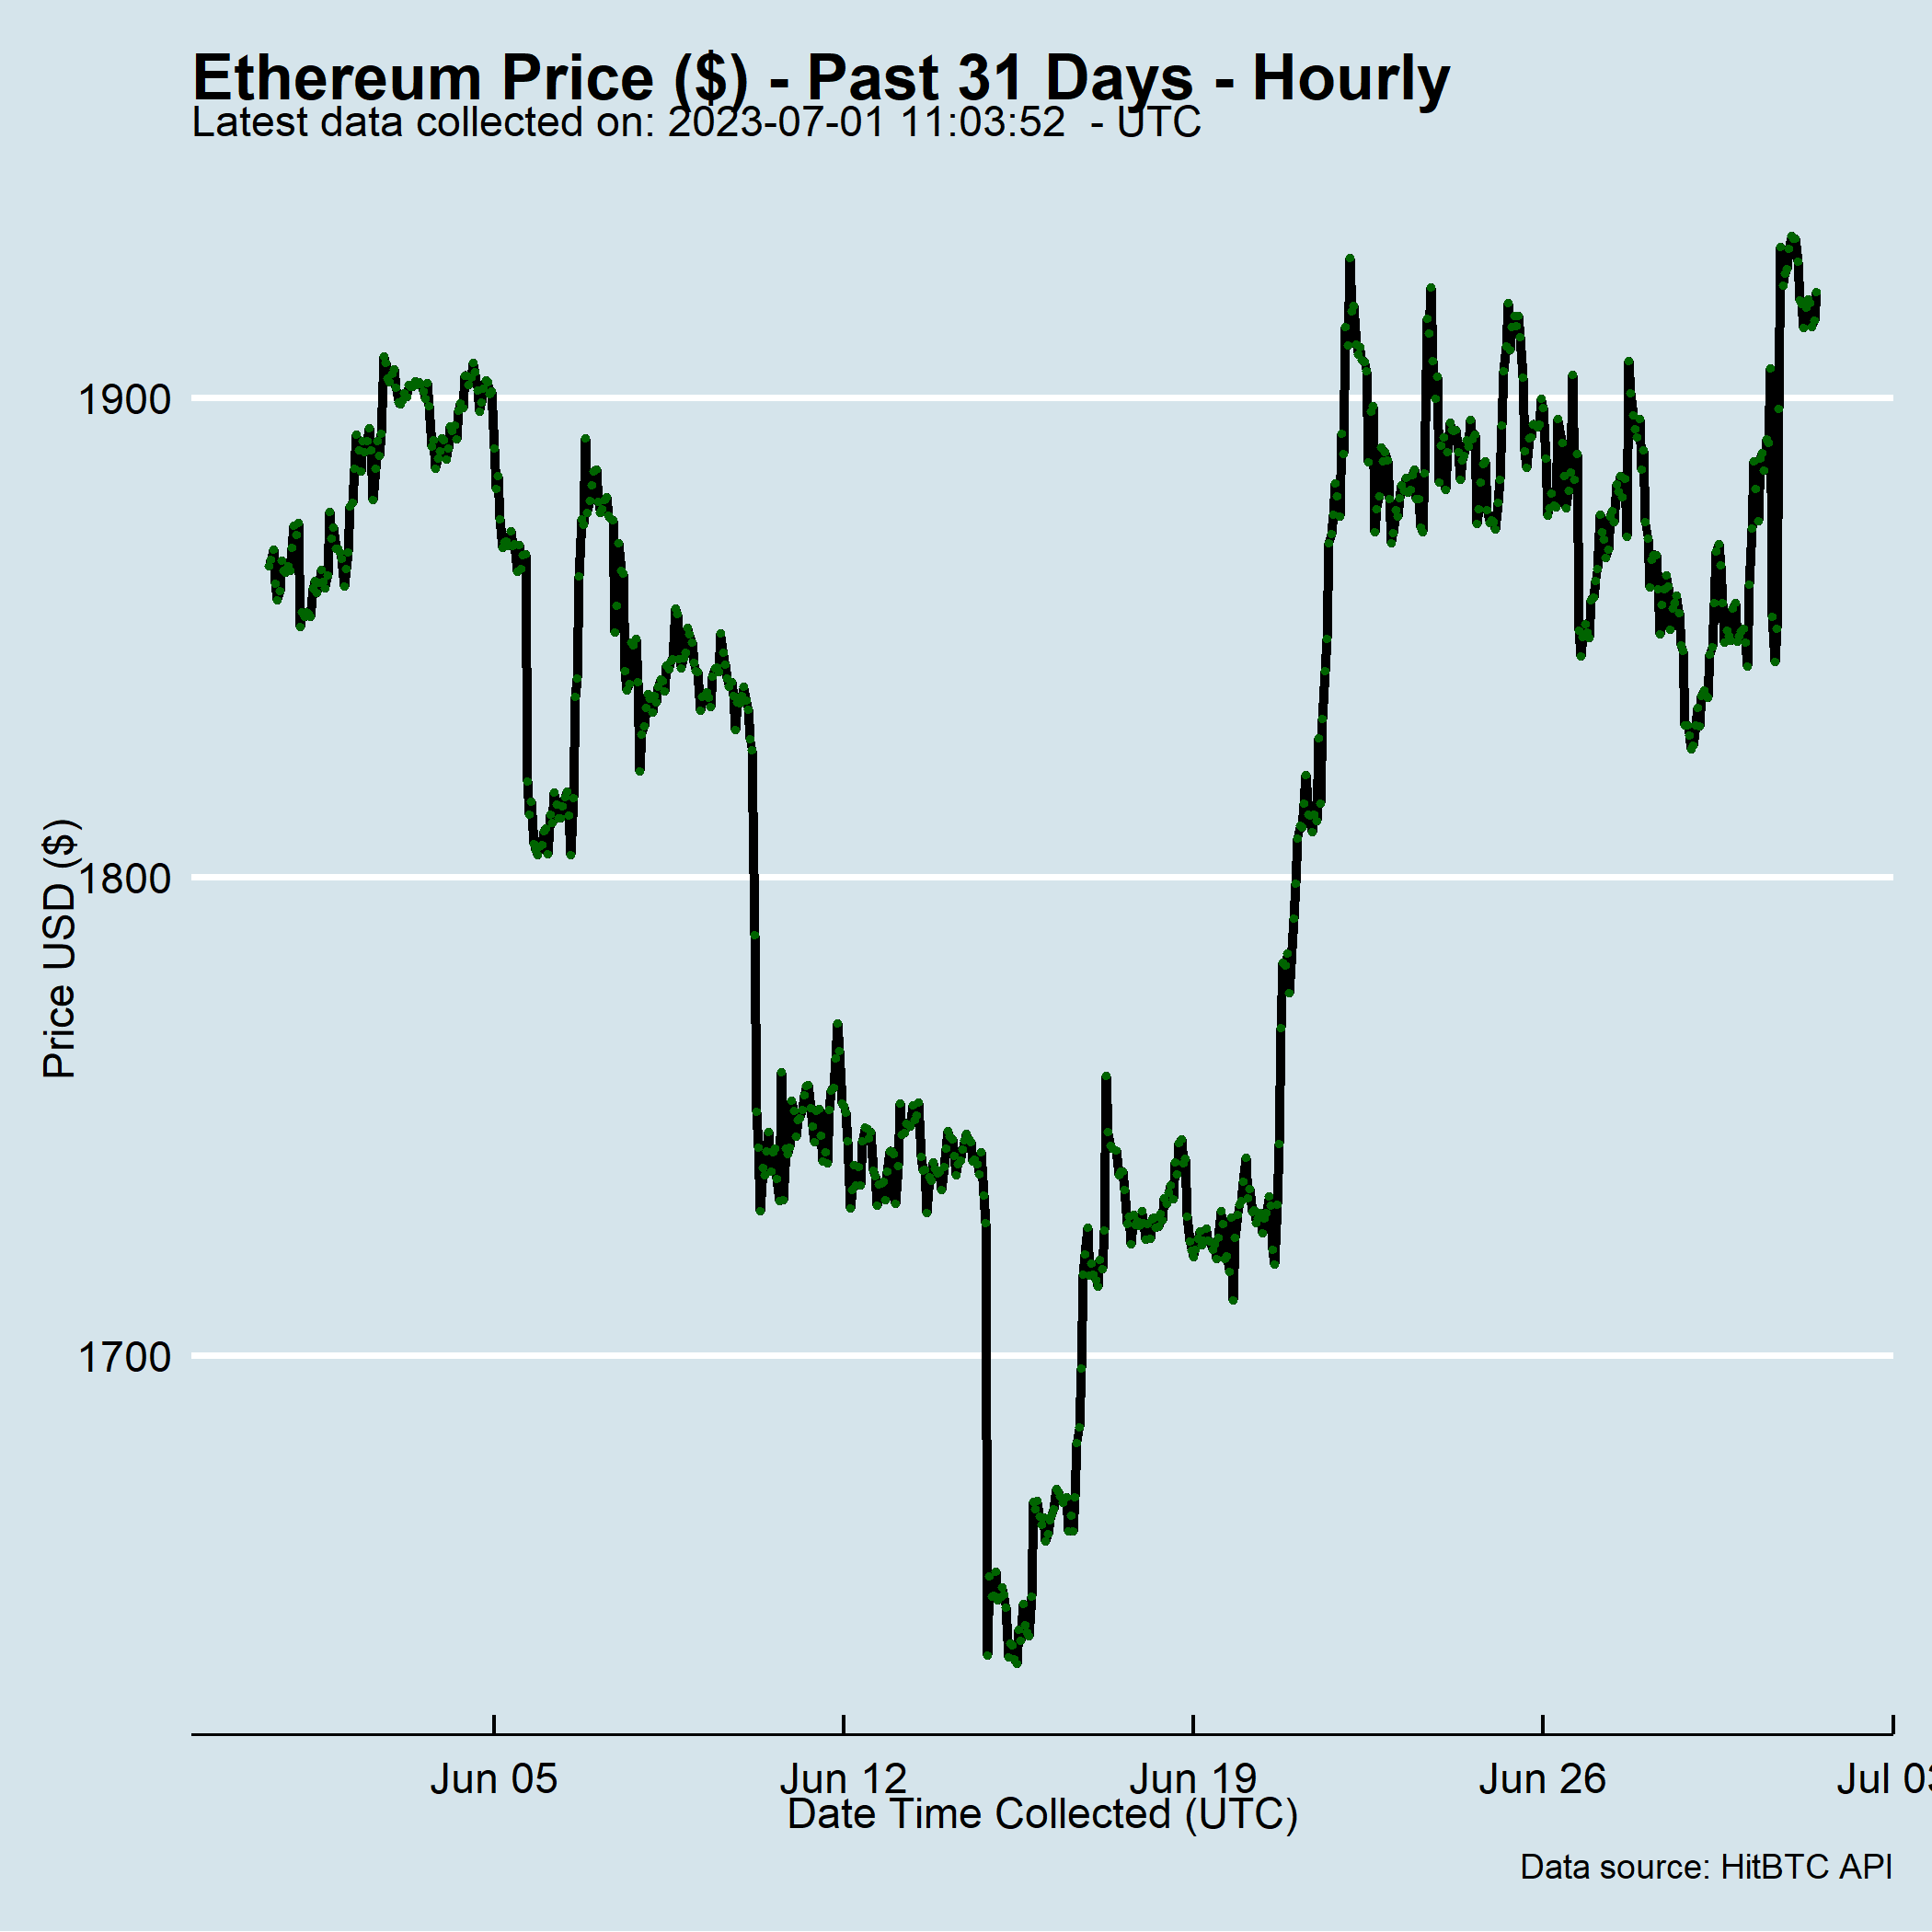 Ethereum Price ($) - Past 31 Days - Hourly
Latest data collected on: 2023-07-01 11:03:52  - UTC
1900
1800
1700
Price USD ($)
Jun 05 Jun 12 Jun 19 Jun 26 Jul 03
Date Time Collected (UTC)
Data source: HitBTC API